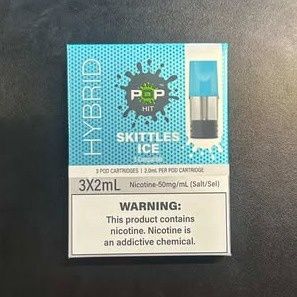 HYBRID
POP
HIT
SKITTLES
ICE
3 POD CARTRIDGES | 2.0mL PER POD CARTRIDGE
3X2mL
Nicotine-50mg/mL (Salt/Sel)
WARNING:
This product contains
nicotine. Nicotine is
an addictive chemical.